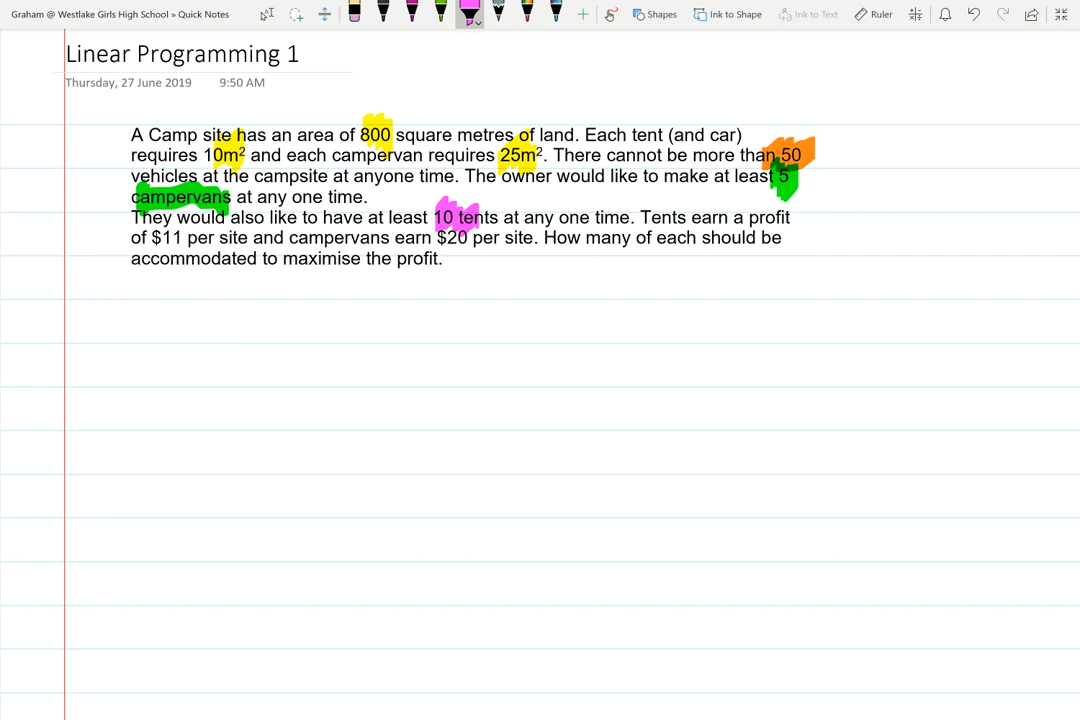 Graham @ Westlake Girls High School » Quick Notes
Shapes
Ink to Shape
Ink to Text
Ruler
Linear Programming 1
Thursday, 27 June 2019 9:50 AM
A Camp site has an area of 800 square metres of land. Each tent (and car)
requires 10m² and each campervan requires 25m². There cannot be more than 50
vehicles at the campsite at anyone time. The owner would like to make at least 5
campervans at any one time.
They would also like to have at least 10 tents at any one time. Tents earn a profit
of $11 per site and campervans earn $20 per site. How many of each should be
accommodated to maximise the profit.